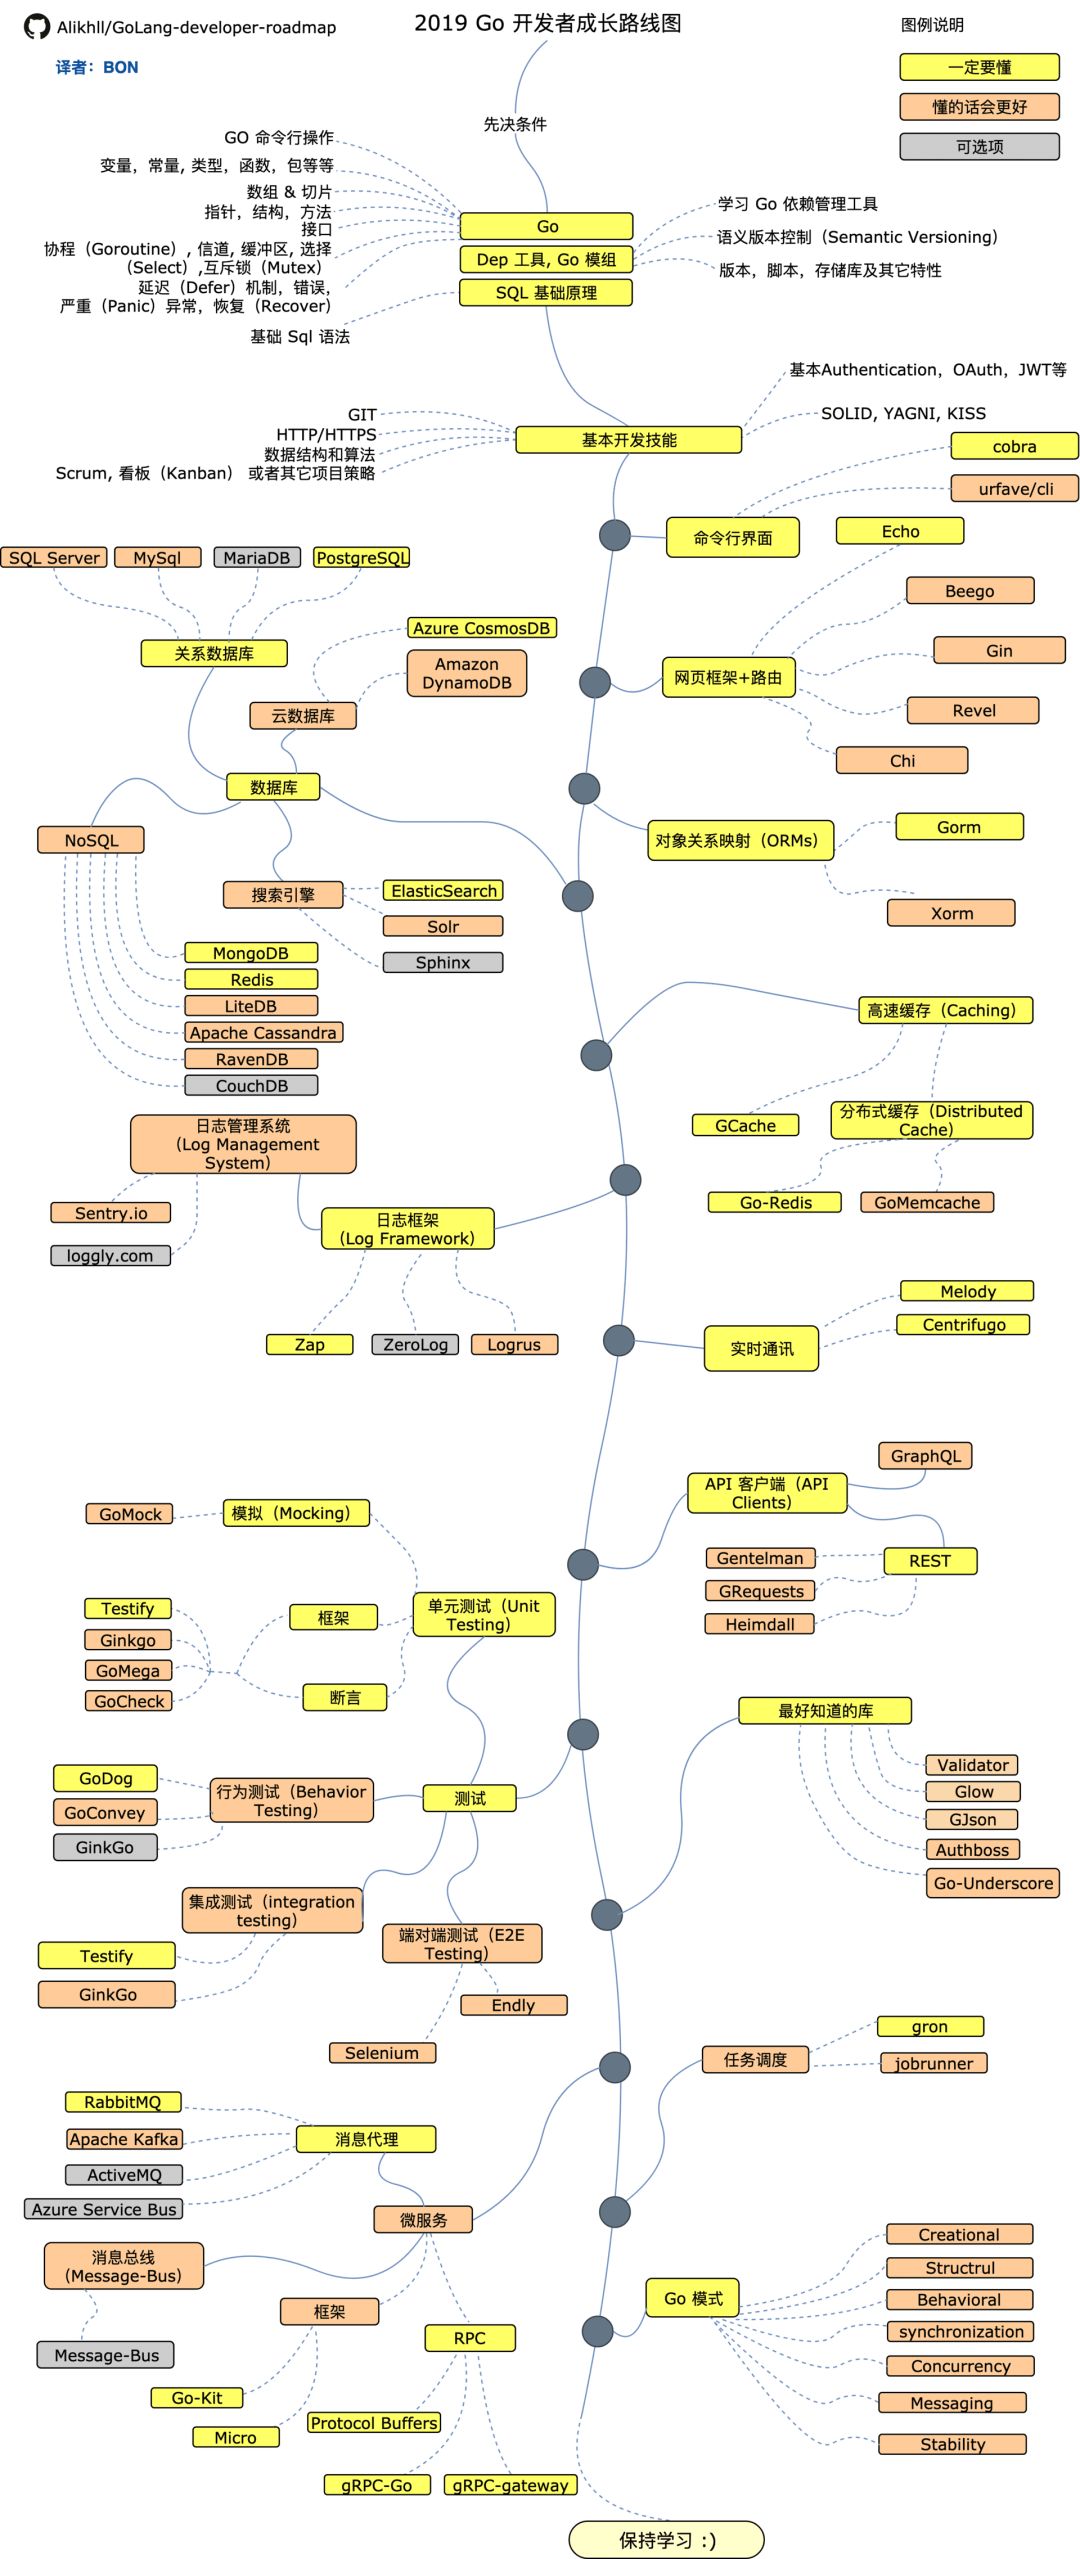 Alikhll/GoLang-developer-roadmap
2019 Go 开发者成长路线图
图例说明
译者：BON
一定要懂
懂的话会更好
可选项
先决条件
GO 命令行操作
变量，常量, 类型，函数，包等等
数组 & 切片
指针，结构，方法
接口
协程（Goroutine）, 信道, 缓冲区, 选择
（Select）,互斥锁（Mutex）
延迟（Defer）机制，错误，
严重（Panic）异常，恢复（Recover）
基础 Sql 语法
Go
Dep 工具, Go 模组
SQL 基础原理
学习 Go 依赖管理工具
语义版本控制（Semantic Versioning）
版本，脚本，存储库及其它特性
基本Authentication，OAuth，JWT等
SOLID, YAGNI, KISS
GIT
HTTP/HTTPS
数据结构和算法
Scrum, 看板（Kanban） 或者其它项目策略
基本开发技能
cobra
urfave/cli
命令行界面
Echo
Beego
Gin
Revel
Chi
网页框架+路由
SQL Server
MySql
MariaDB
PostgreSQL
关系数据库
Azure CosmosDB
Amazon
DynamoDB
云数据库
数据库
NoSQL
搜索引擎
ElasticSearch
Solr
Sphinx
MongoDB
Redis
LiteDB
Apache Cassandra
RavenDB
CouchDB
对象关系映射（ORMs）
Gorm
Xorm
高速缓存（Caching）
GCache
分布式缓存（Distributed
Cache）
Go-Redis
GoMemcache
日志管理系统
（Log Management
System）
Sentry.io
loggly.com
日志框架
（Log Framework）
Zap
ZeroLog
Logrus
实时通讯
Melody
Centrifugo
GraphQL
API 客户端（API
Clients）
REST
Gentelman
GRequests
Heimdall
GoMock
模拟（Mocking）
单元测试（Unit
Testing）
框架
断言
Testify
Ginkgo
GoMega
GoCheck
最好知道的库
Validator
Glow
GJson
Authboss
Go-Underscore
GoDog
GoConvey
GinkGo
行为测试（Behavior
Testing）
测试
集成测试（integration
testing）
Testify
GinkGo
端对端测试（E2E
Testing）
Endly
Selenium
任务调度
gron
jobrunner
RabbitMQ
Apache Kafka
ActiveMQ
Azure Service Bus
消息代理
微服务
消息总线
（Message-Bus）
Message-Bus
框架
Go-Kit
Micro
RPC
Protocol Buffers
gRPC-Go
gRPC-gateway
Go 模式
Creational
Structrul
Behavioral
synchronization
Concurrency
Messaging
Stability
保持学习 :)